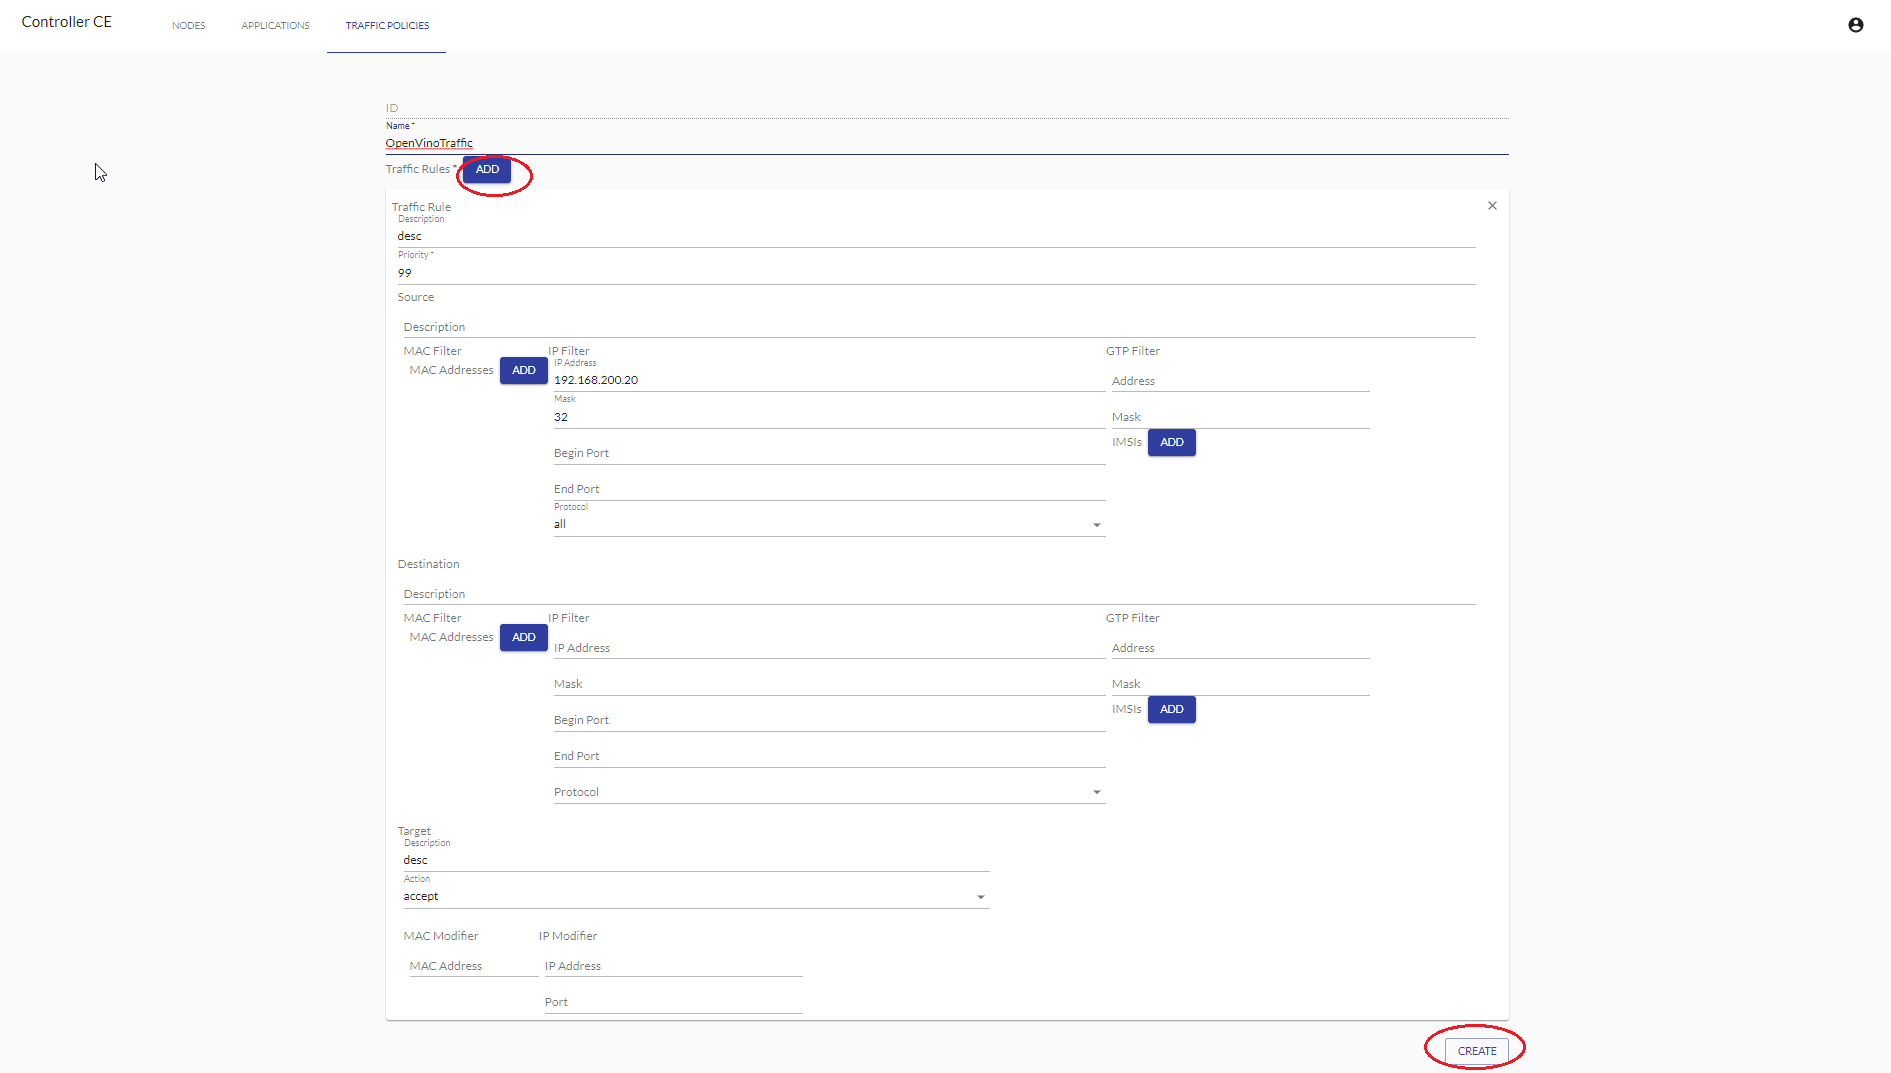 Controller CE NODES APPLICATIONS TRAFFIC POLICIES
ID
Name *
OpenVinoTraffic
Traffic Rules * ADD
Traffic Rule
Description
desc
Priority *
99
Source
Description
MAC Filter IP Filter GTP Filter
IP Address
MAC Addresses ADD
192.168.200.20 Address
Mask
32 Mask
IMSIs ADD
Begin Port
End Port
Protocol
all
Destination
Description
MAC Filter IP Filter GTP Filter
MAC Addresses ADD
IP Address Address
Mask Mask
IMSIs ADD
Begin Port
End Port
Protocol
Target
Description
desc
Action
accept
MAC Modifier IP Modifier
MAC Address IP Address
Port
CREATE